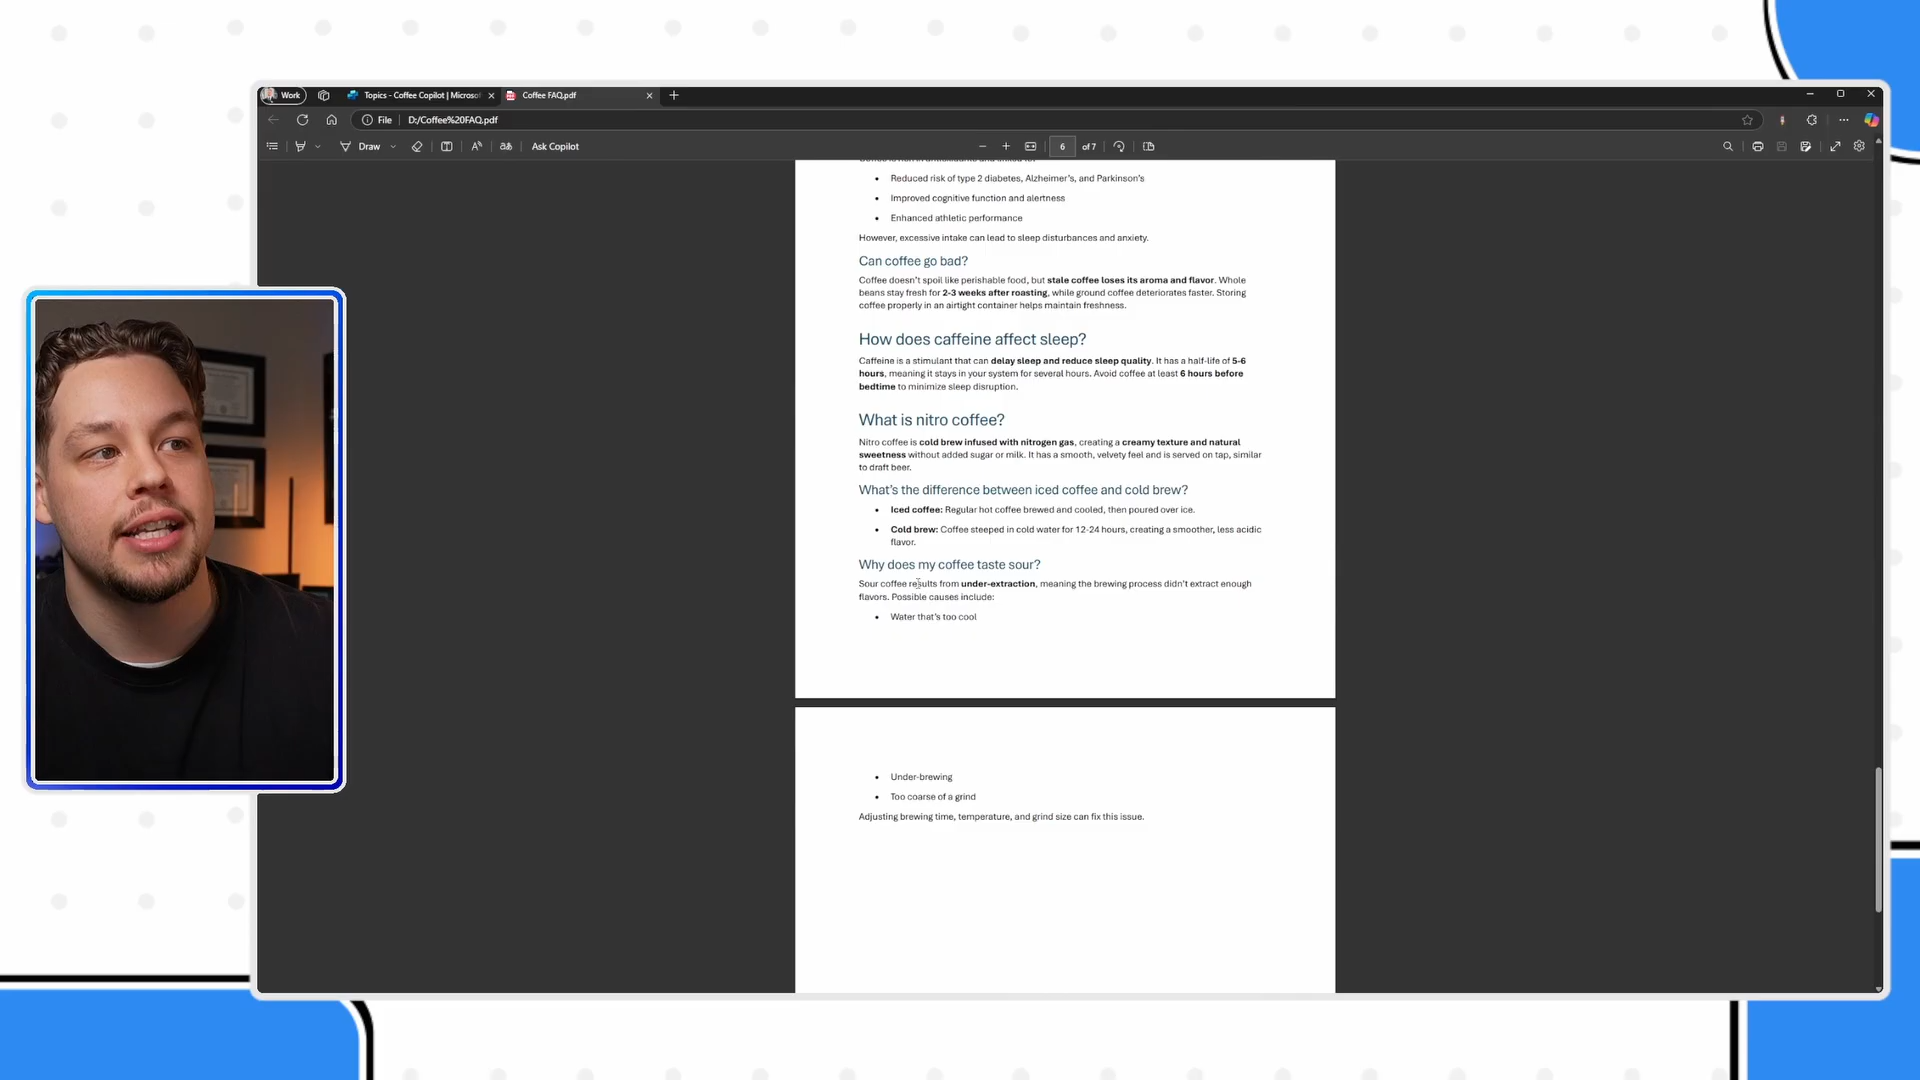 Work
Topics - Coffee Copilot | Microso
Coffee FAQ.pdf
File
D:/Coffee%20FAQ.pdf
Draw
Ask Copilot
6
of 7
• Reduced risk of type 2 diabetes, Alzheimer's, and Parkinson's
• Improved cognitive function and alertness
• Enhanced athletic performance
However, excessive intake can lead to sleep disturbances and anxiety.
Can coffee go bad?
Coffee doesn't spoil like perishable food, but stale coffee loses its aroma and flavor. Whole
beans stay fresh for 2-3 weeks after roasting, while ground coffee deteriorates faster. Storing
coffee properly in an airtight container helps maintain freshness.
How does caffeine affect sleep?
Caffeine is a stimulant that can delay sleep and reduce sleep quality. It has a half-life of 5-6
hours, meaning it stays in your system for several hours. Avoid coffee at least 6 hours before
bedtime to minimize sleep disruption.
What is nitro coffee?
Nitro coffee is cold brew infused with nitrogen gas, creating a creamy texture and natural
sweetness without added sugar or milk. It has a smooth, velvety feel and is served on tap, similar
to draft beer.
What's the difference between iced coffee and cold brew?
• Iced coffee: Regular hot coffee brewed and cooled, then poured over ice.
• Cold brew: Coffee steeped in cold water for 12-24 hours, creating a smoother, less acidic
flavor.
Why does my coffee taste sour?
Sour coffee results from under-extraction, meaning the brewing process didn't extract enough
flavors. Possible causes include:
• Water that's too cool
• Under-brewing
• Too coarse of a grind
Adjusting brewing time, temperature, and grind size can fix this issue.